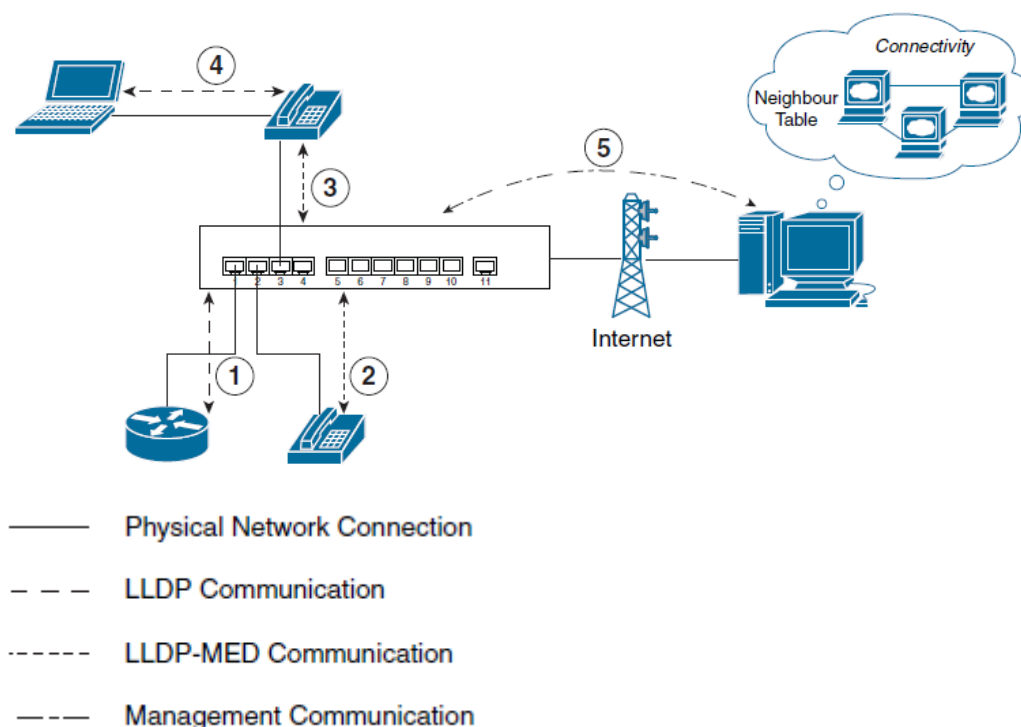 Connectivity
Neighbour
Table
4
5
3
1 2 3 4 5 6 7 8 9 10 11
Internet
1
2
Physical Network Connection
LLDP Communication
LLDP-MED Communication
Management Communication